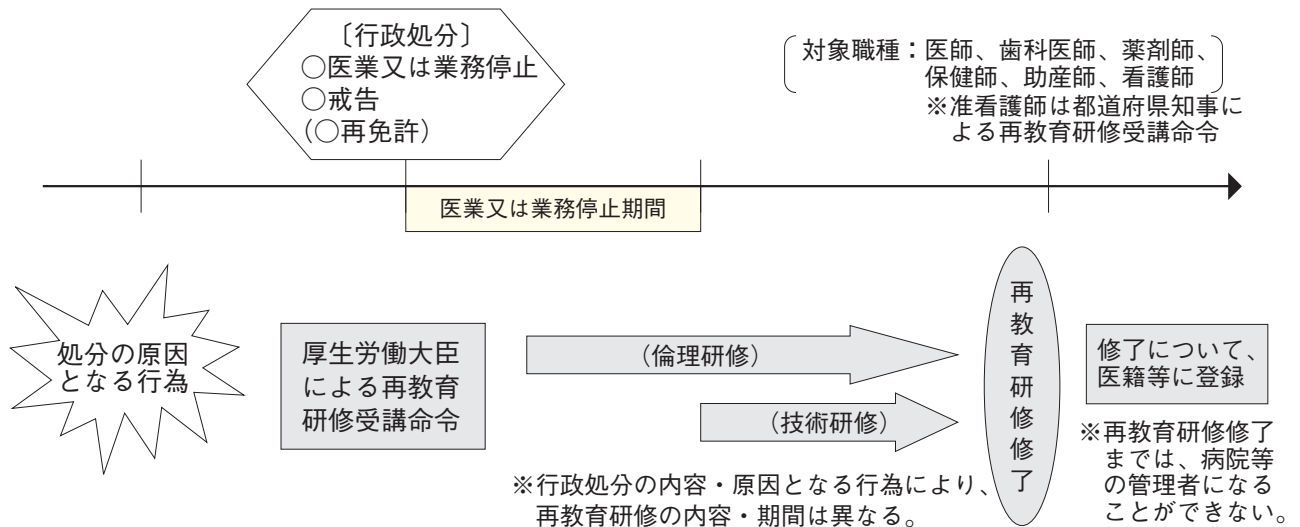 〔行政処分〕
○医業又は業務停止
○戒告
(○再免許)
対象職種：医師、歯科医師、薬剤師、
保健師、助産師、看護師
※准看護師は都道府県知事に
よる再教育研修受講命令
医業又は業務停止期間
処分の原因
となる行為
厚生労働大臣
による再教育
研修受講命令
(倫理研修)
(技術研修)
※行政処分の内容・原因となる行為により、
再教育研修の内容・期間は異なる。
再教育研修修了
修了について、
医籍等に登録
※再教育研修修了
までは、病院等
の管理者になる
ことができない。